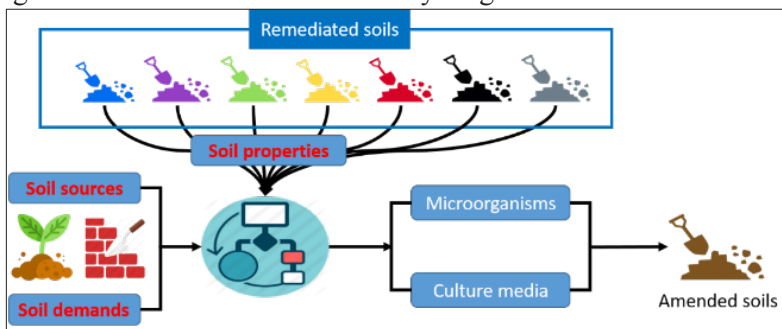 Remediated soils
Soil properties
Soil sources
Soil demands
Microorganisms
Culture media
Amended soils